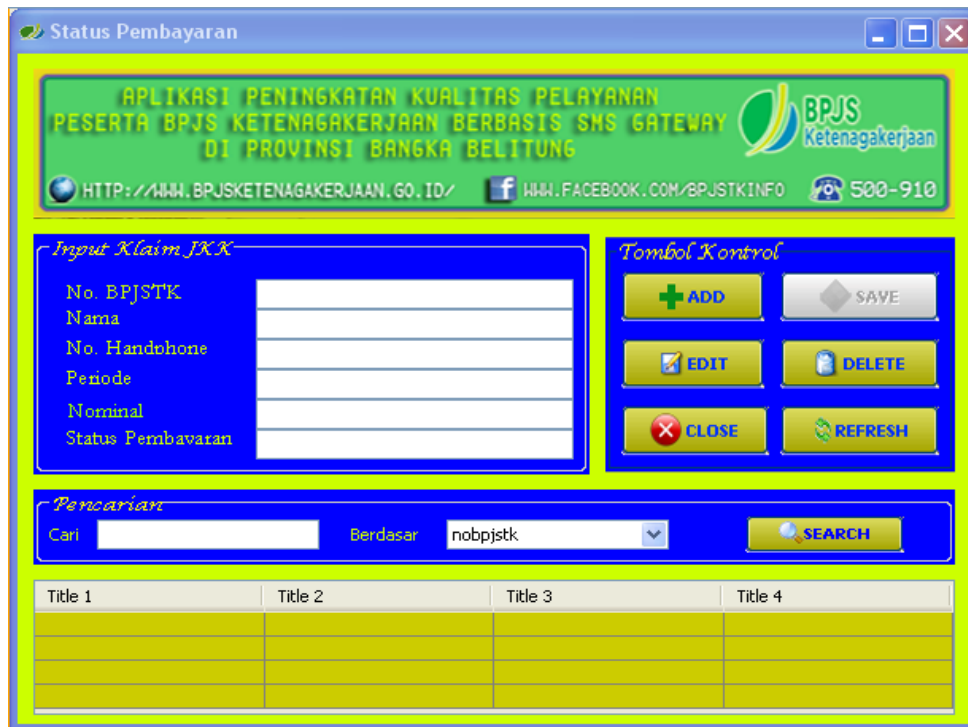 Status Pembayaran
APLIKASI PENINGKATAN KUALITAS PELAYANAN
PESERTA BPJS KETENAGAKERJAAN BERBASIS SMS GATEWAY
DI PROVINSI BANGKA BELITUNG
BPJS
Ketenagakerjaan
HTTP://WWW.BPJSKETENAGAKERJAAN.GO.ID/
WWW.FACEBOOK.COM/BPJSTKINFO
500-910
Input Klaim JKK
No. BPJSTK
Nama
No. Handphone
Periode
Nominal
Status Pembayaran
Tombol Kontrol
ADD
SAVE
EDIT
DELETE
CLOSE
REFRESH
Pencarian
Cari
Berdasar
nobpjstk
SEARCH
Title 1 Title 2 Title 3 Title 4